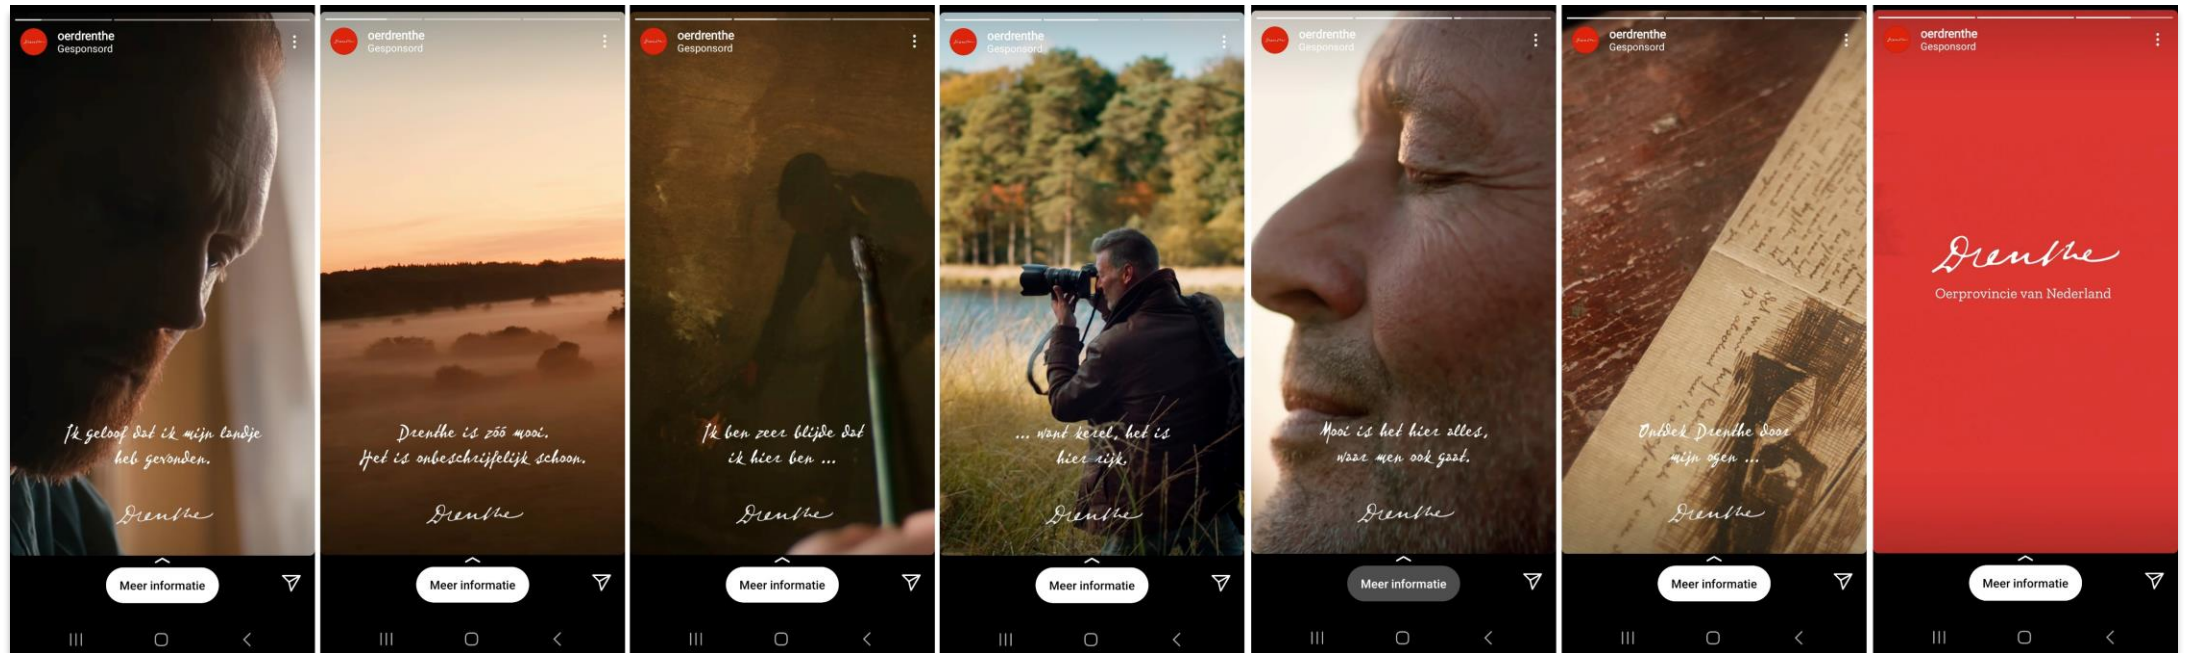 oerdrenthe
Gesponsord
Ik geloof dat ik mijn landje
heb gevonden.
Drenthe
Meer informatie
oerdrenthe
Gesponsord
Drenthe is zóó mooi.
Het is onbeschrijfelijk schoon.
Drenthe
Meer informatie
oerdrenthe
Gesponsord
Ik ben zeer blijde dat
ik hier ben ...
Drenthe
Meer informatie
oerdrenthe
Gesponsord
... want kerel, het is
hier rijk.
Drenthe
Meer informatie
oerdrenthe
Gesponsord
Mooi is het hier alles,
waar men ook gaat.
Drenthe
Meer informatie
oerdrenthe
Gesponsord
Ontdek Drenthe door
mijn ogen ...
Drenthe
Meer informatie
oerdrenthe
Gesponsord
Drenthe
Oerprovincie van Nederland
Meer informatie